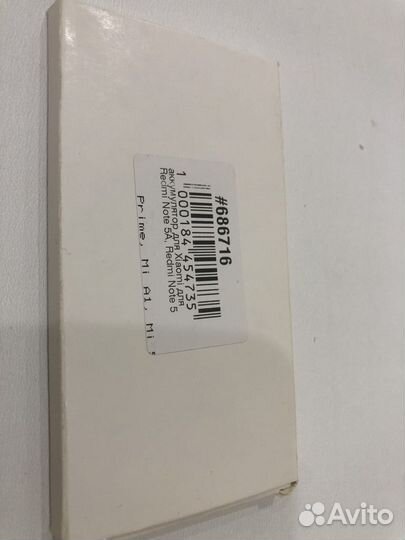 #686716
1 000184 454735
аккумулятор для Xiaomi для
Redmi Note 5A, Redmi Note 5
Prime, Mi A1, Mi
Avito